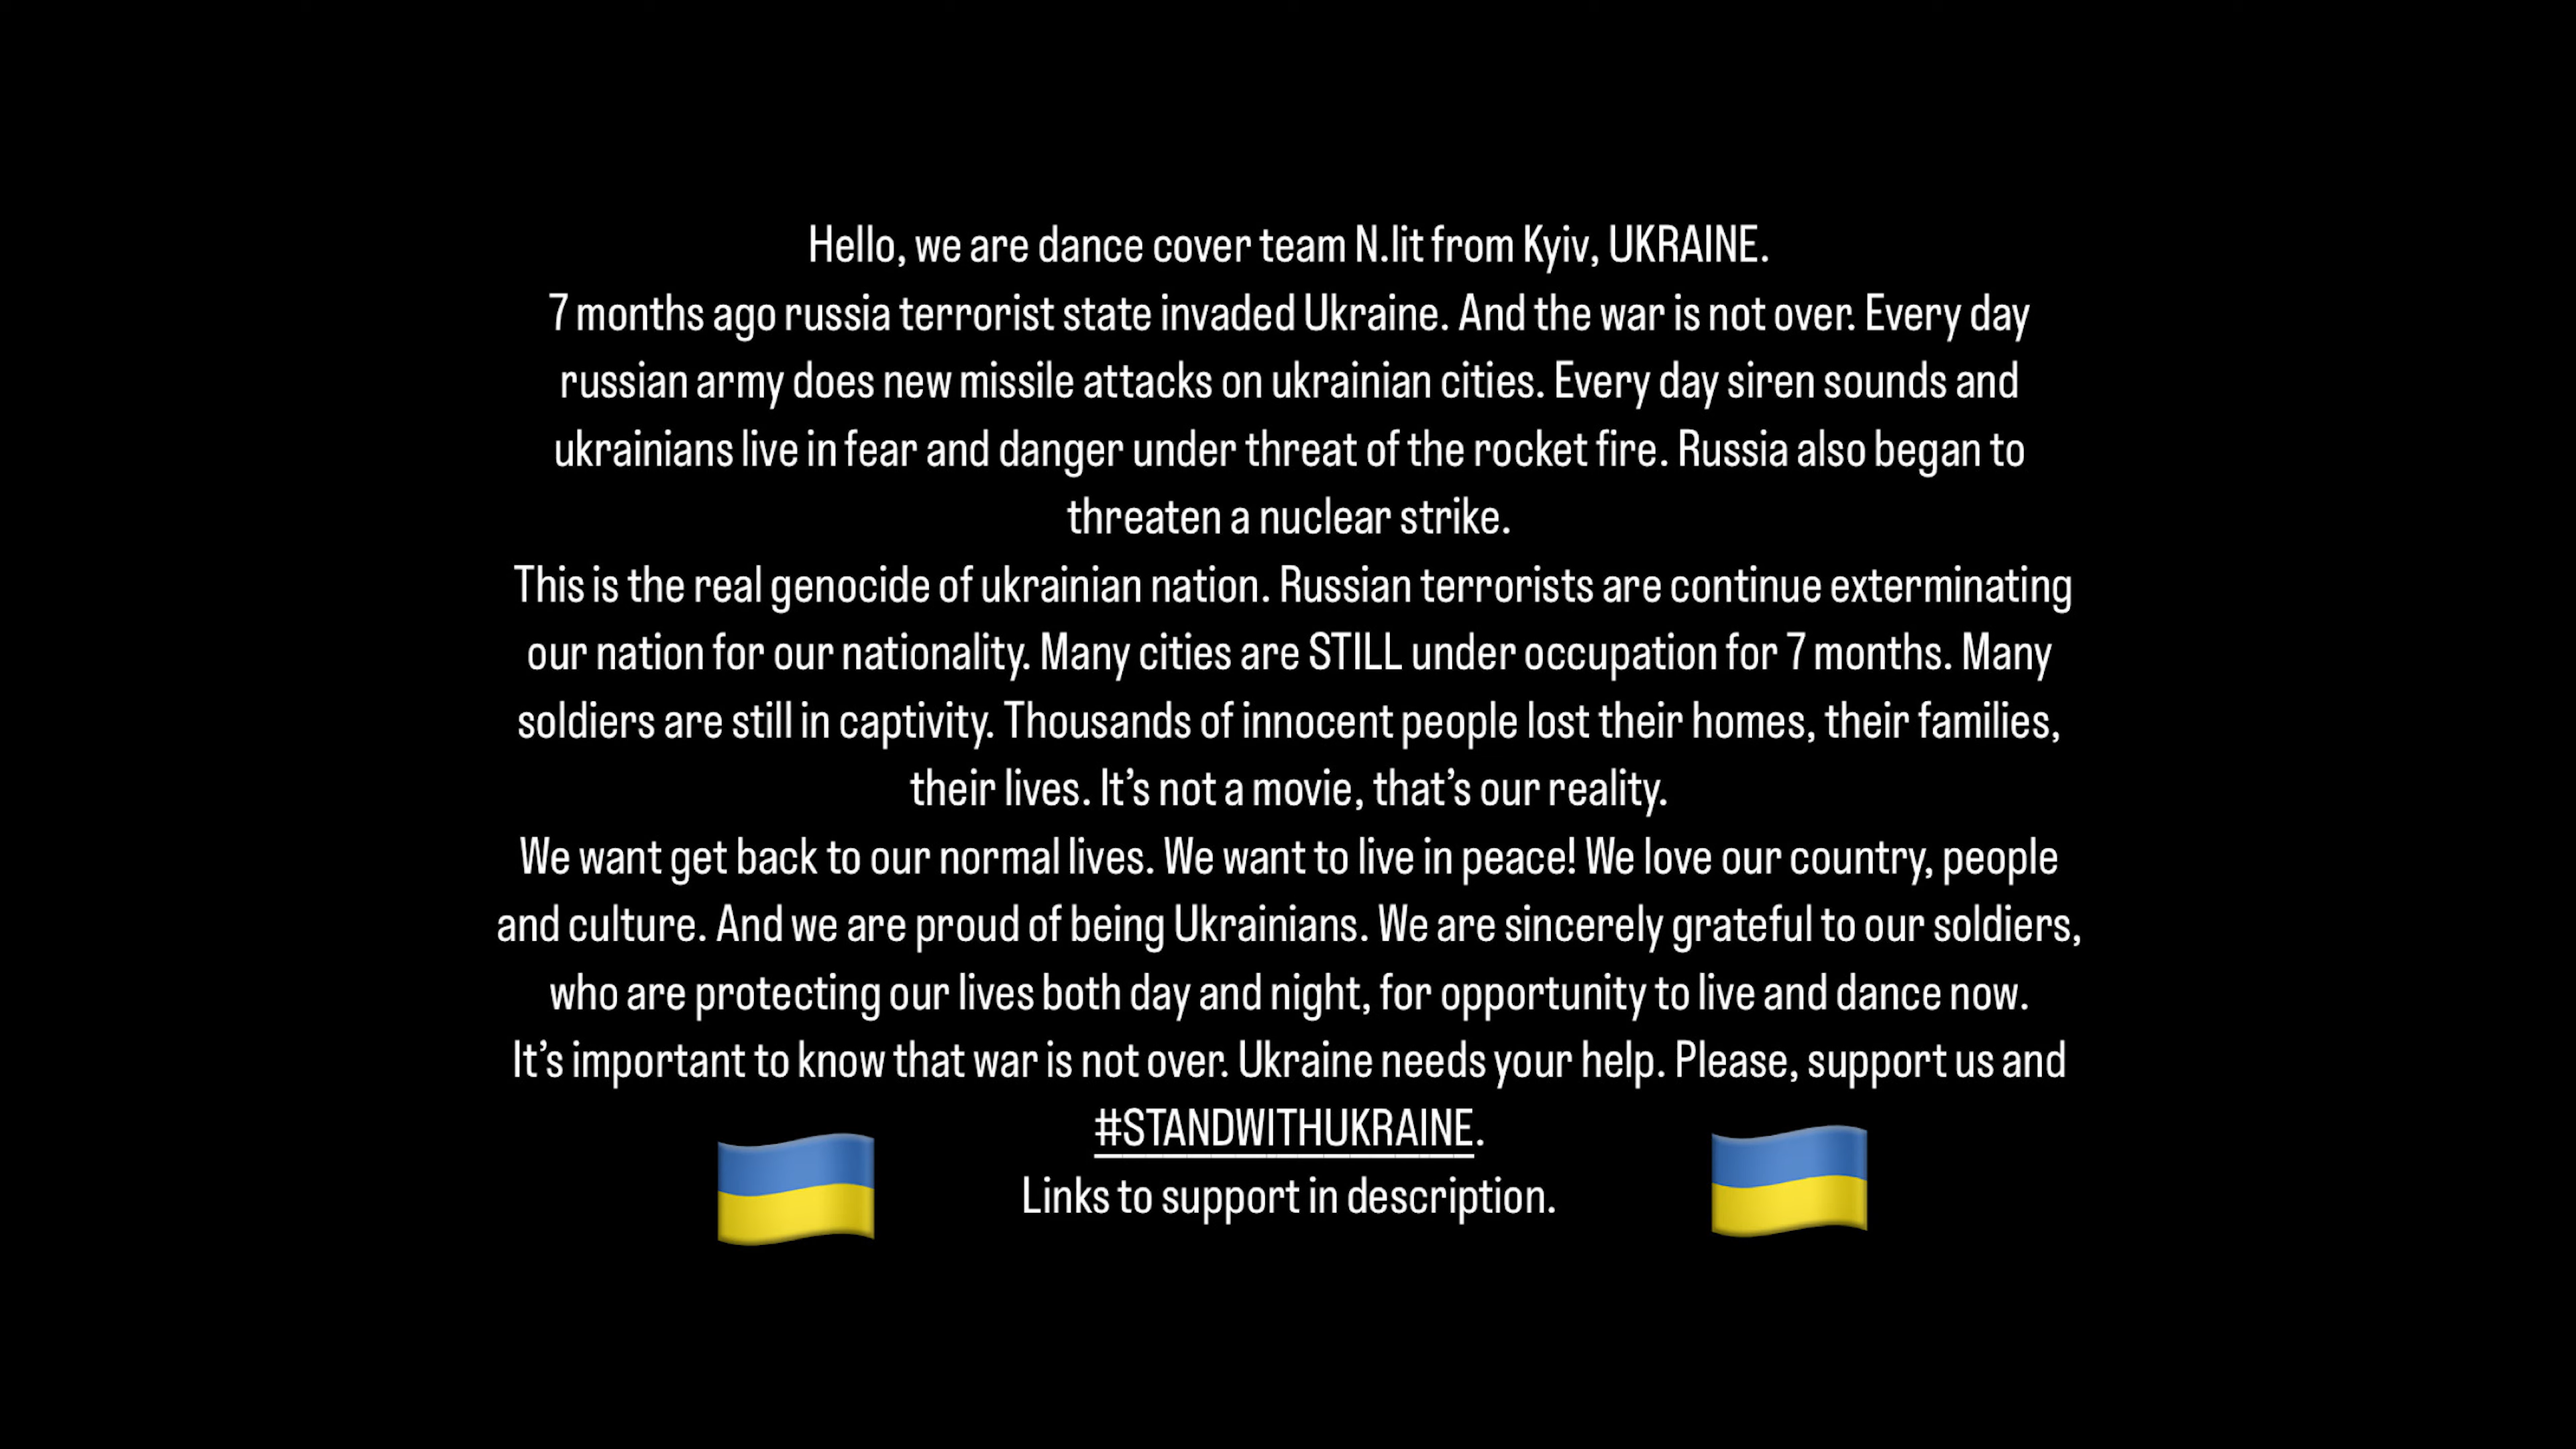 Hello, we are dance cover team N.lit from Kyiv, UKRAINE.
7 months ago russia terrorist state invaded Ukraine. And the war is not over. Every day
russian army does new missile attacks on ukrainian cities. Every day siren sounds and
ukrainians live in fear and danger under threat of the rocket fire. Russia also began to
threaten a nuclear strike.
This is the real genocide of ukrainian nation. Russian terrorists are continue exterminating
our nation for our nationality. Many cities are STILL under occupation for 7 months. Many
soldiers are still in captivity. Thousands of innocent people lost their homes, their families,
their lives. It’s not a movie, that’s our reality.
We want get back to our normal lives. We want to live in peace! We love our country, people
and culture. And we are proud of being Ukrainians. We are sincerely grateful to our soldiers,
who are protecting our lives both day and night, for opportunity to live and dance now.
It’s important to know that war is not over. Ukraine needs your help. Please, support us and
#STANDWITHUKRAINE.
Links to support in description.